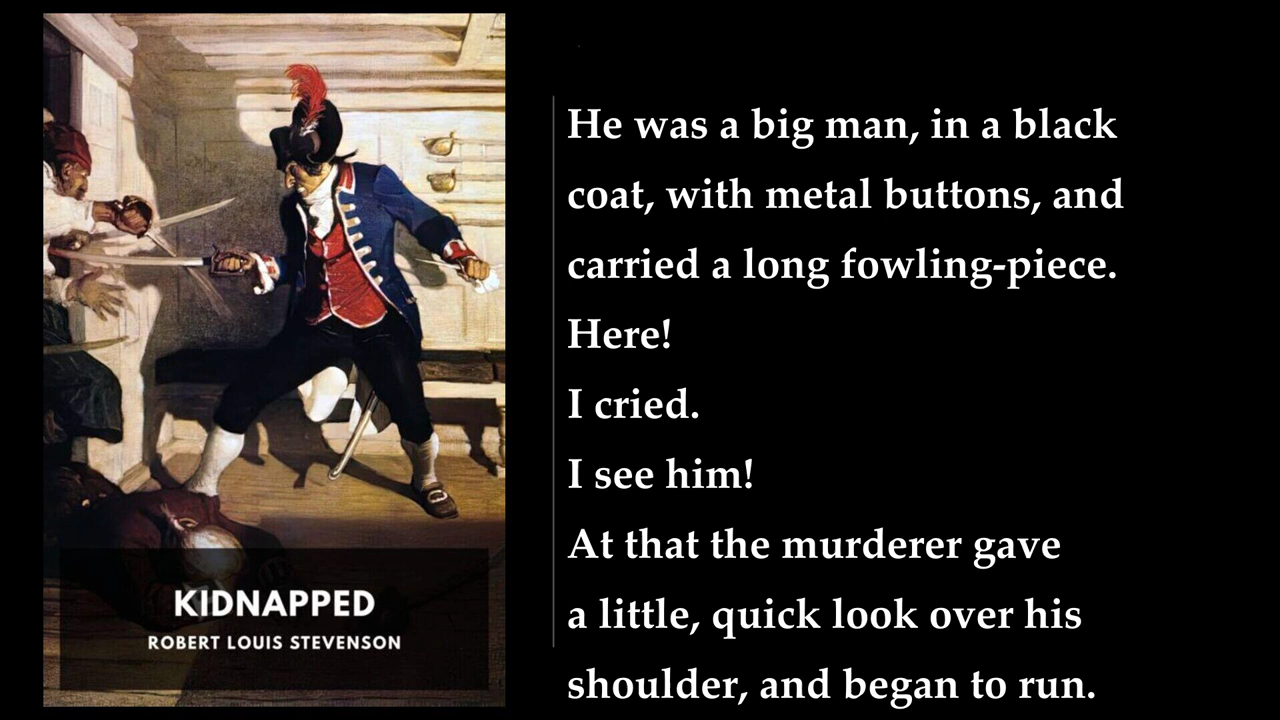 KIDNAPPED
ROBERT LOUIS STEVENSON
He was a big man, in a black
coat, with metal buttons, and
carried a long fowling-piece.
Here!
I cried.
I see him!
At that the murderer gave
a little, quick look over his
shoulder, and began to run.